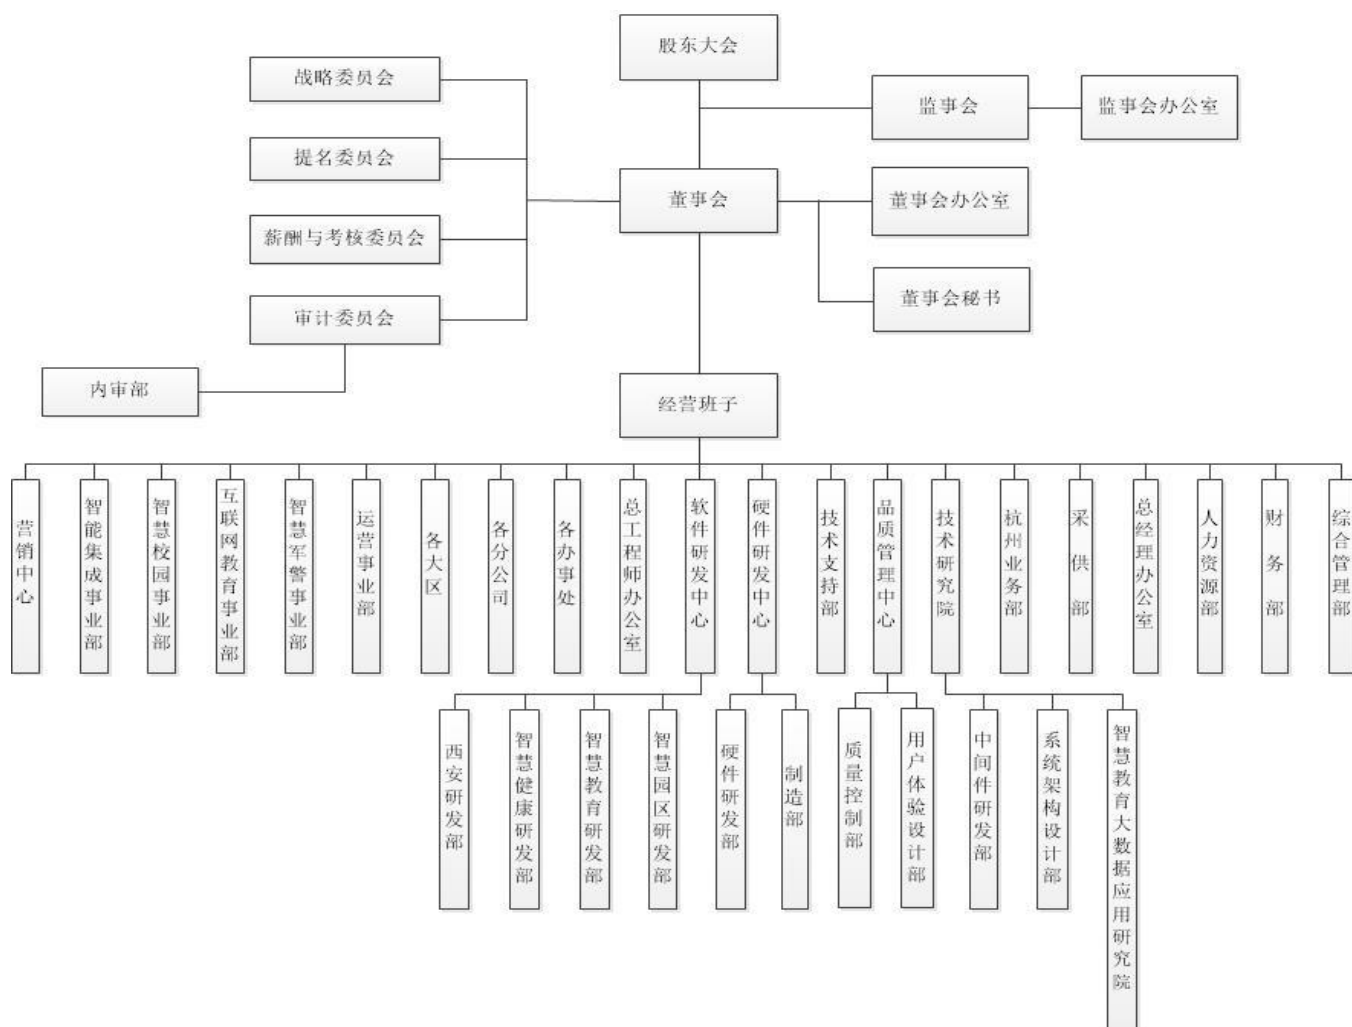 股东大会
战略委员会
监事会
监事会办公室
提名委员会
董事会
董事会办公室
薪酬与考核委员会
董事会秘书
审计委员会
内审部
经营班子
营销中心
智能集成事业部
智慧校园事业部
互联网教育事业部
智慧军警事业部
运营事业部
各大区
各分公司
各办事处
总工程师办公室
软件研发中心
硬件研发中心
技术支持部
品质管理中心
技术研究院
杭州业务部
采供部
总经理办公室
人力资源部
财务部
综合管理部
西安研发部
智慧健康研发部
智慧教育研发部
智慧园区研发部
硬件研发部
制造部
质量控制部
用户体验设计部
中间件研发部
系统架构设计部
智慧教育大数据应用研究院